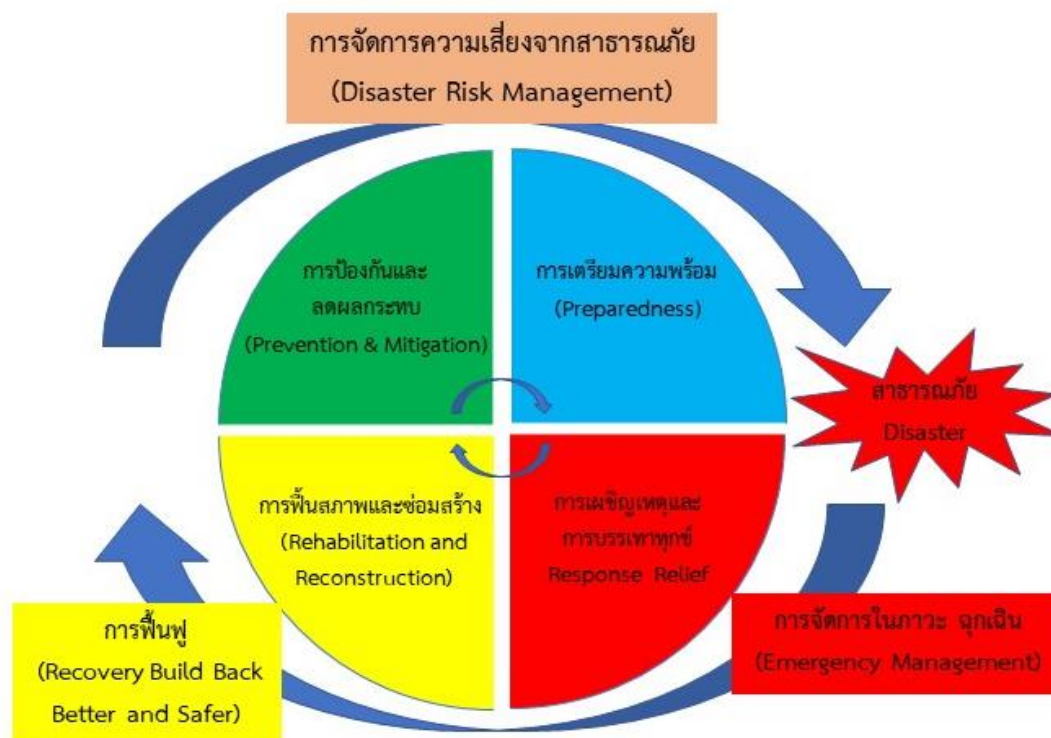 การจัดการความเสี่ยงจากสาธารณภัย
(Disaster Risk Management)
การป้องกันและ
ลดผลกระทบ
(Prevention & Mitigation)
การเตรียมความพร้อม
(Preparedness)
สาธารณภัย
Disaster
การฟื้นสภาพและซ่อมสร้าง
(Rehabilitation and
Reconstruction)
การเผชิญเหตุและ
การบรรเทาทุกข์
Response Relief
การฟื้นฟู
(Recovery Build Back
Better and Safer)
การจัดการในภาวะ ฉุกเฉิน
(Emergency Management)